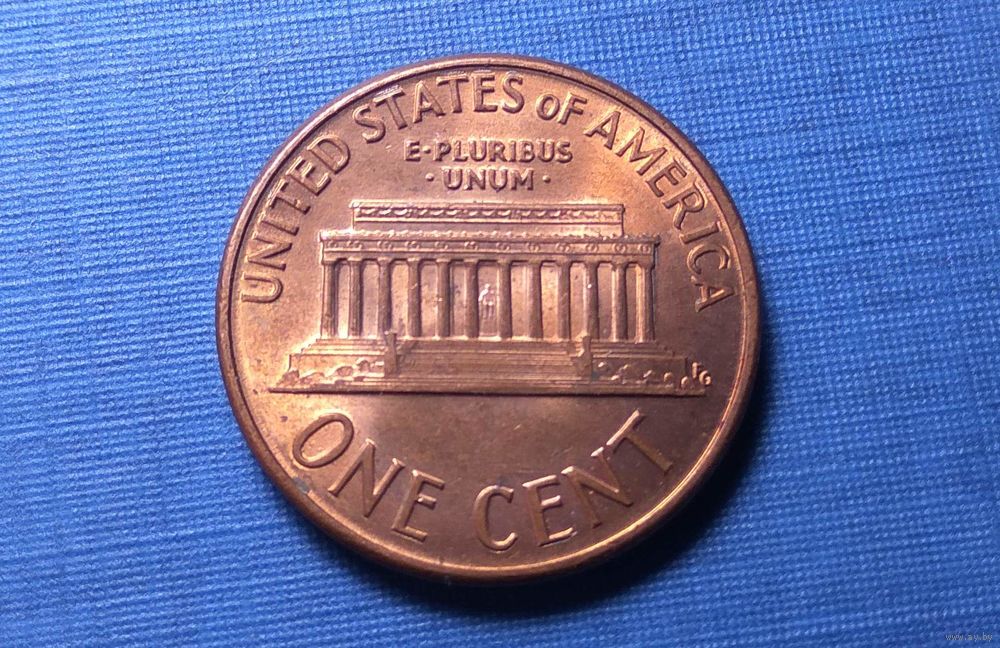 UNITED STATES OF AMERICA
E·PLURIBUS
·UNUM·
FG
ONE CENT
www.ay.by